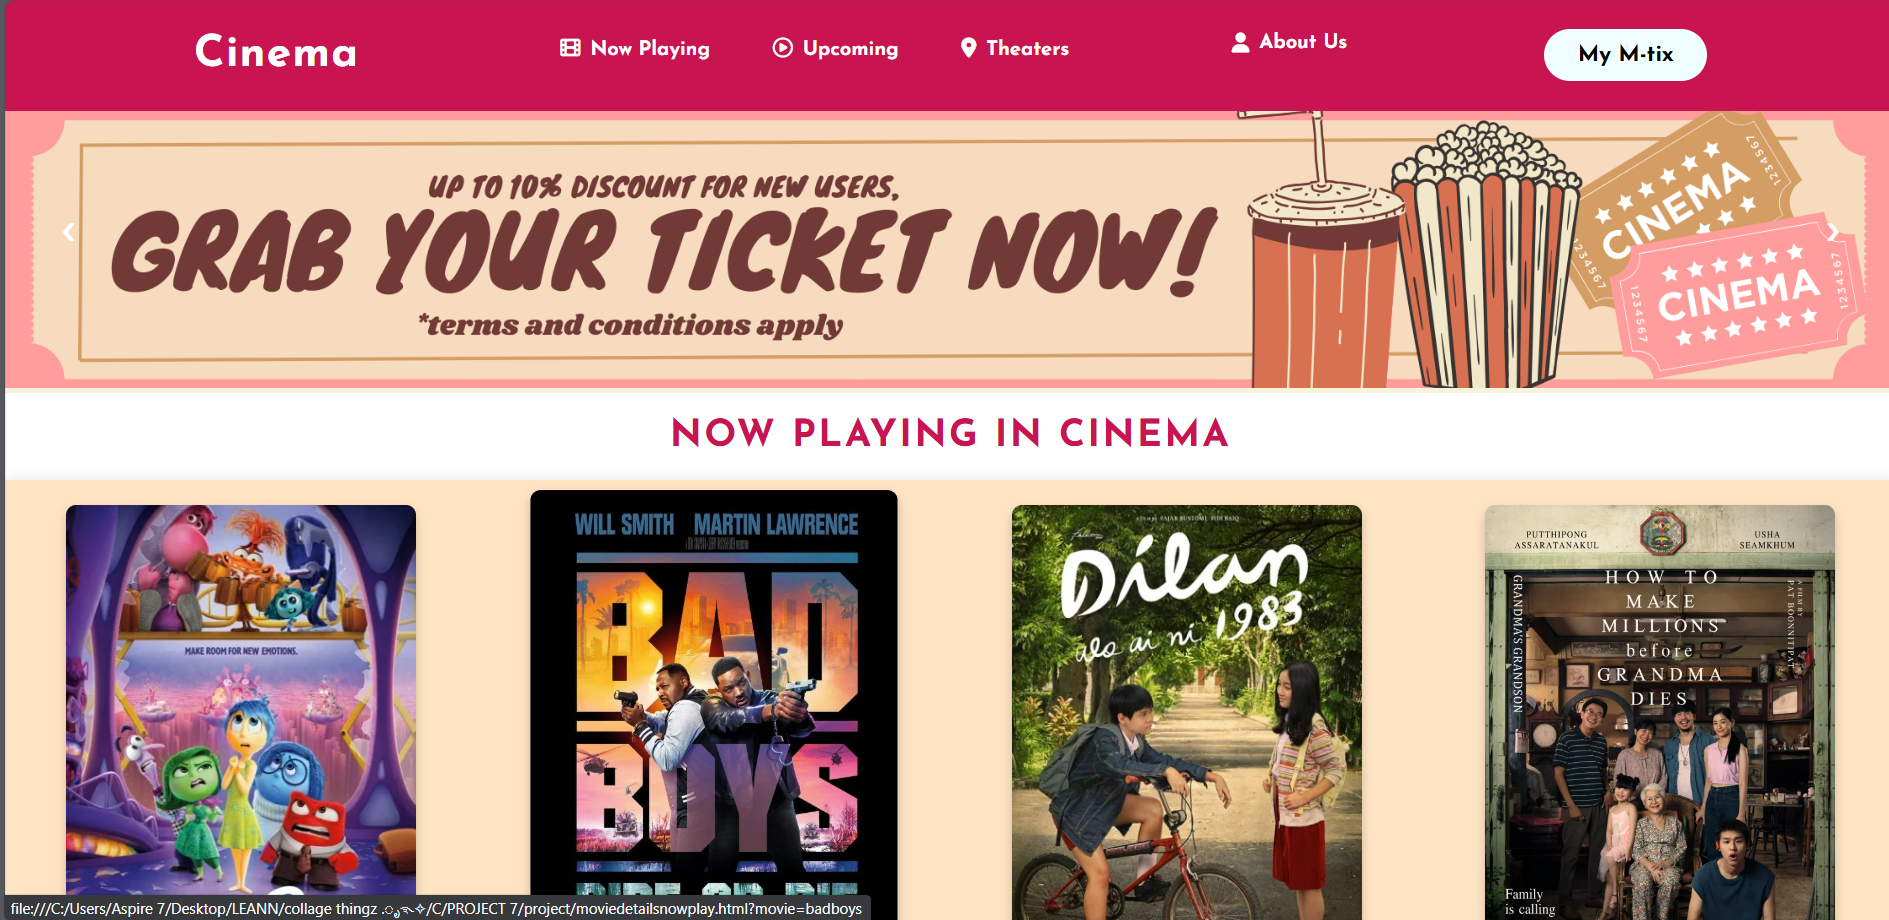 Cinema
Now Playing
Upcoming
Theaters
About Us
My M-tix
UP TO 10% DISCOUNT FOR NEW USERS,
GRAB YOUR TICKET NOW!
*terms and conditions apply
CINEMA
1234567
1234567
CINEMA
1234567
1234567
NOW PLAYING IN CINEMA
MAKE ROOM FOR NEW EMOTIONS.
WILL SMITH MARTIN LAWRENCE
BAD
BOYS
Dilan
1983
PUTTHIPONG
ASSARATANAKUL
USHA
SEAMKHUM
HOW TO
MAKE
MILLIONS
before
GRANDMA
DIES
GRANDMA'S GRANDSON
A FILM BY
PAT BOONNITIPAT
Family
is calling
file:///C:/Users/Aspire 7/Desktop/LEANN/collage thingz
/C/PROJECT 7/project/moviedetailsnowplay.html?movie=badboys